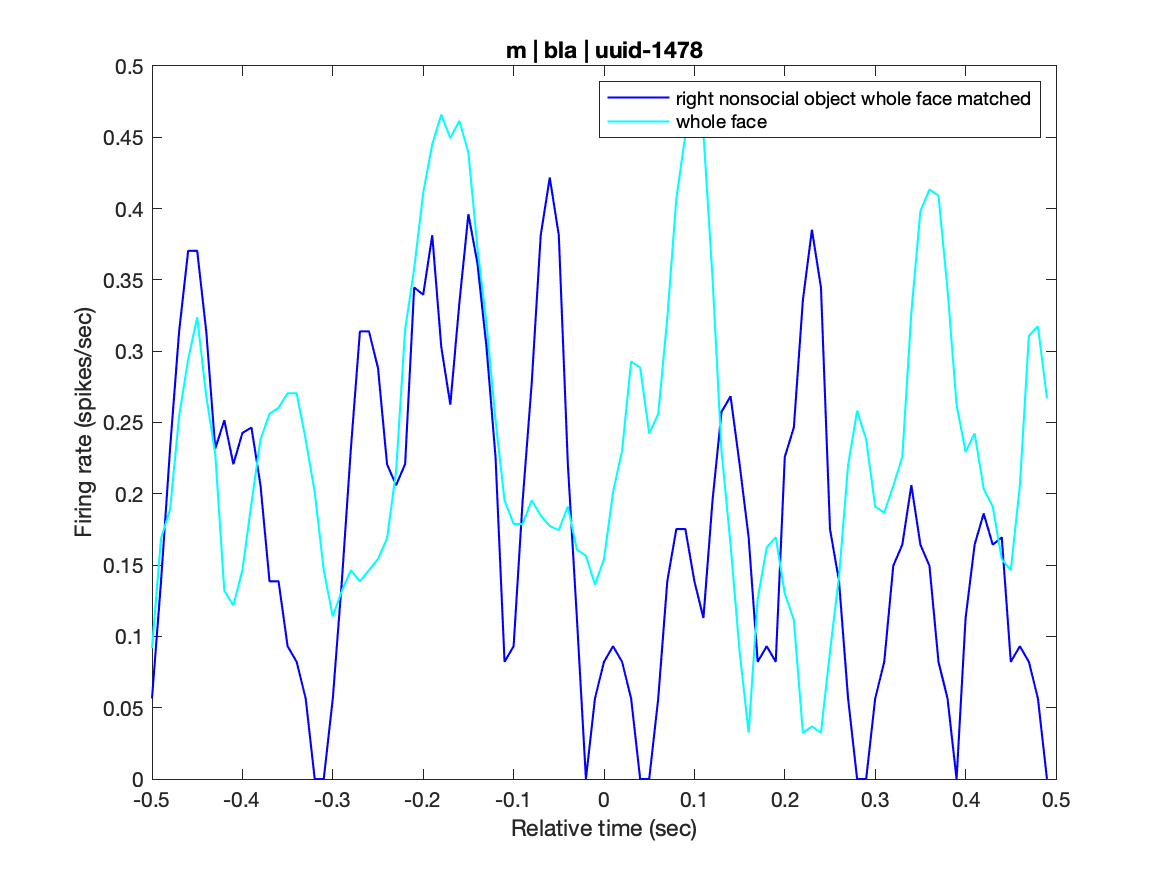 m | bla | uuid-1478
right nonsocial object whole face matched
whole face
0.5
0.45
0.4
0.35
0.3
0.25
0.2
0.15
0.1
0.05
0
Firing rate (spikes/sec)
-0.5 -0.4 -0.3 -0.2 -0.1 0 0.1 0.2 0.3 0.4 0.5
Relative time (sec)